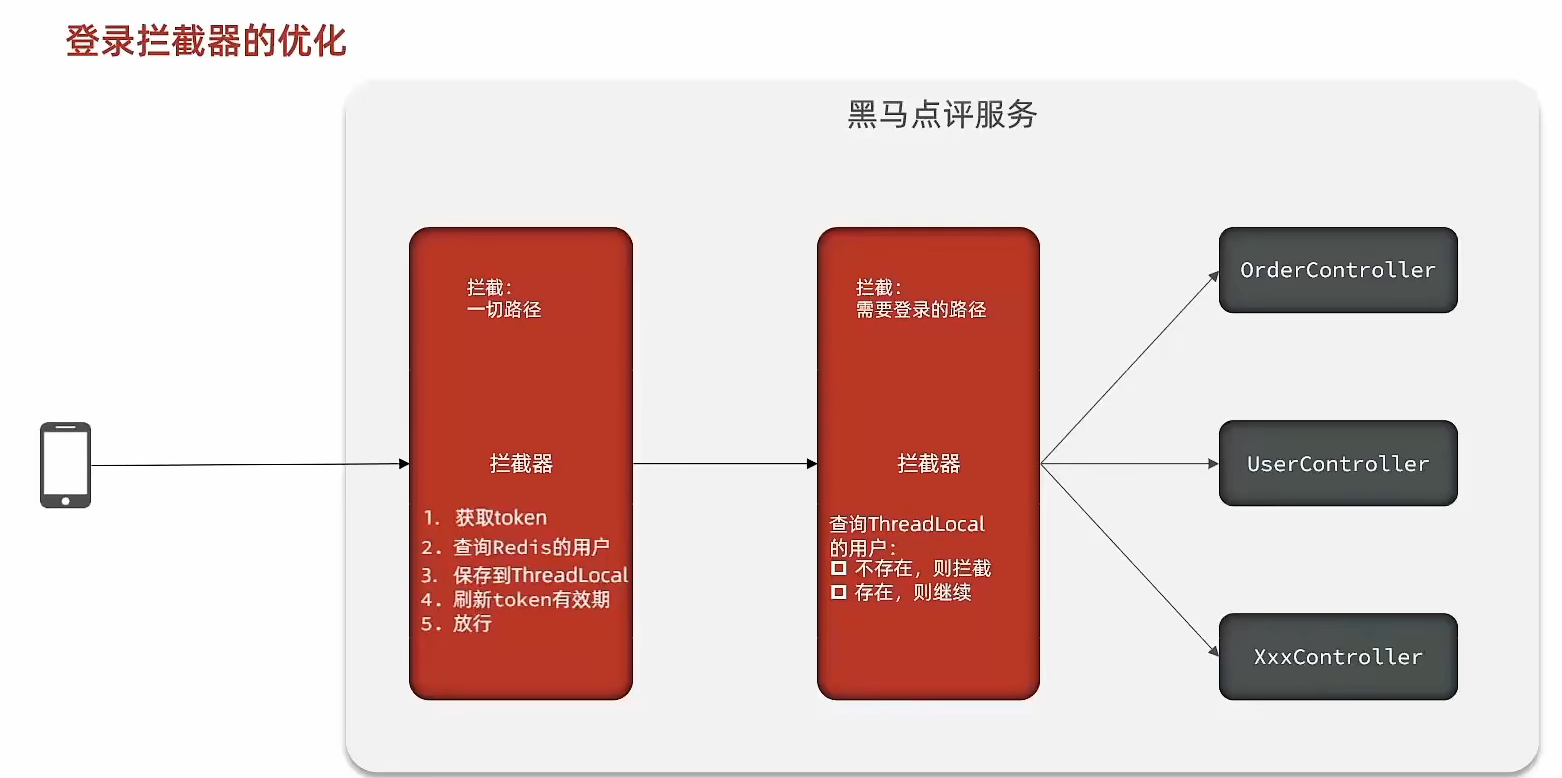 登录拦截器的优化
黑马点评服务
拦截：
一切路径
拦截器
1. 获取token
2. 查询Redis的用户
3. 保存到ThreadLocal
4. 刷新token有效期
5. 放行
拦截：
需要登录的路径
拦截器
查询ThreadLocal
的用户：
不存在，则拦截
存在，则继续
OrderController
UserController
XxxController